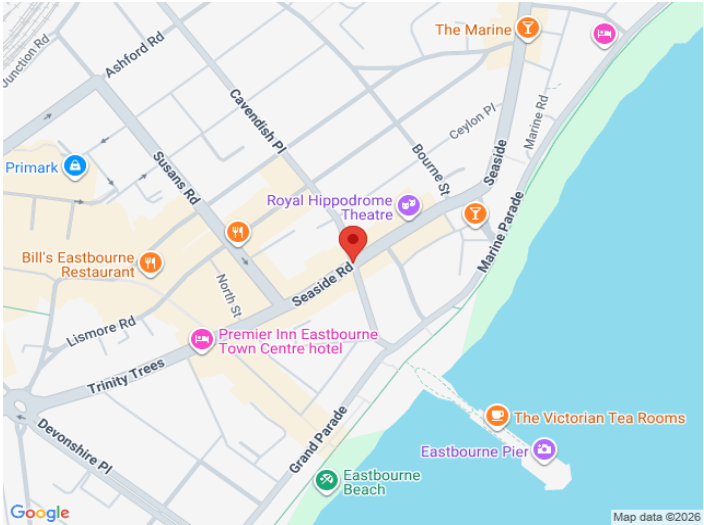 The Marine
Junction Rd
Ashford Rd
Cavendish Pl
Ceylon Pl
Marine Rd
Bourne St
Seaside
Primark
Susans Rd
Royal Hippodrome
Theatre
Marine Parade
Bill's Eastbourne
Restaurant
North St
Seaside Rd
Lismore Rd
Premier Inn Eastbourne
Town Centre hotel
Trinity Trees
Devonshire Pl
Grand Parade
The Victorian Tea Rooms
Eastbourne Pier
Eastbourne
Beach
Google
Map data ©2026